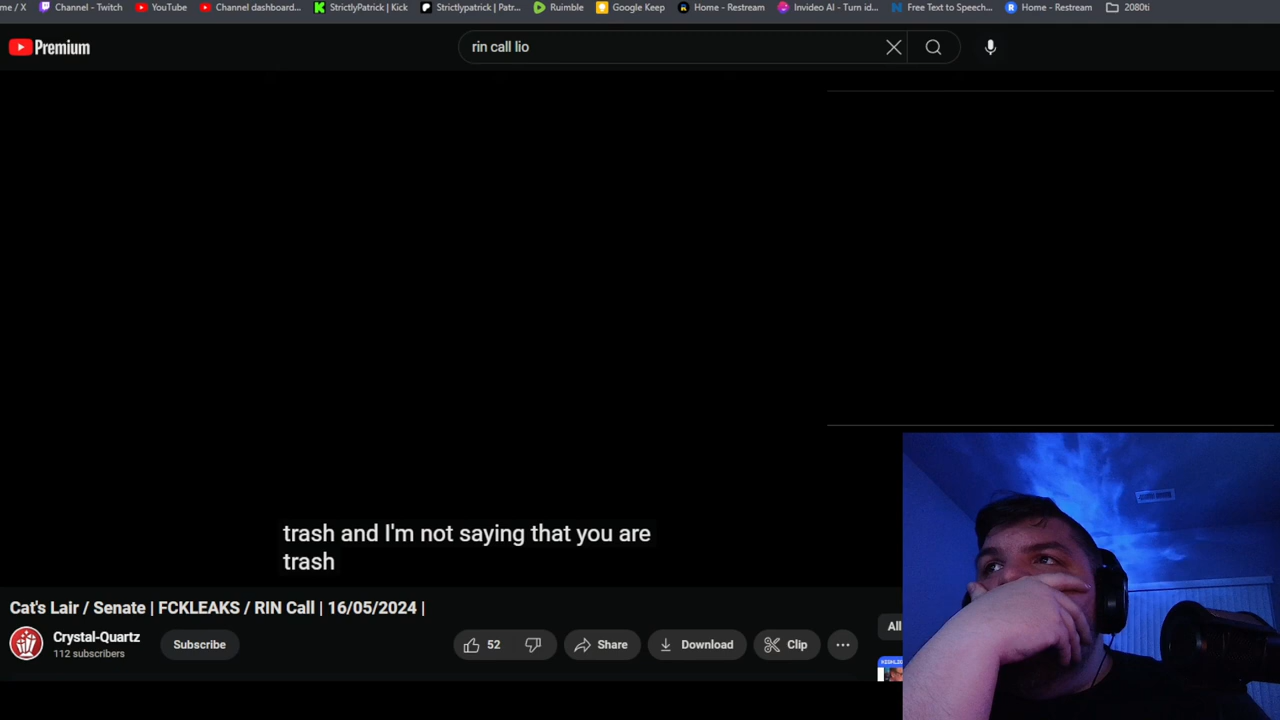 me / X Channel - Twitch YouTube Channel dashboard... StrictlyPatrick | Kick Strictlypatrick | Patr... Rumble Google Keep Home - Restream Invideo AI - Turn id... Free Text to Speech... Home - Restream 2080ti
Premium
rin call lio
trash and I'm not saying that you are
trash
Cat's Lair / Senate | FCKLEAKS / RIN Call | 16/05/2024 |
Crystal-Quartz
112 subscribers
Subscribe
52
Share
Download
Clip
All